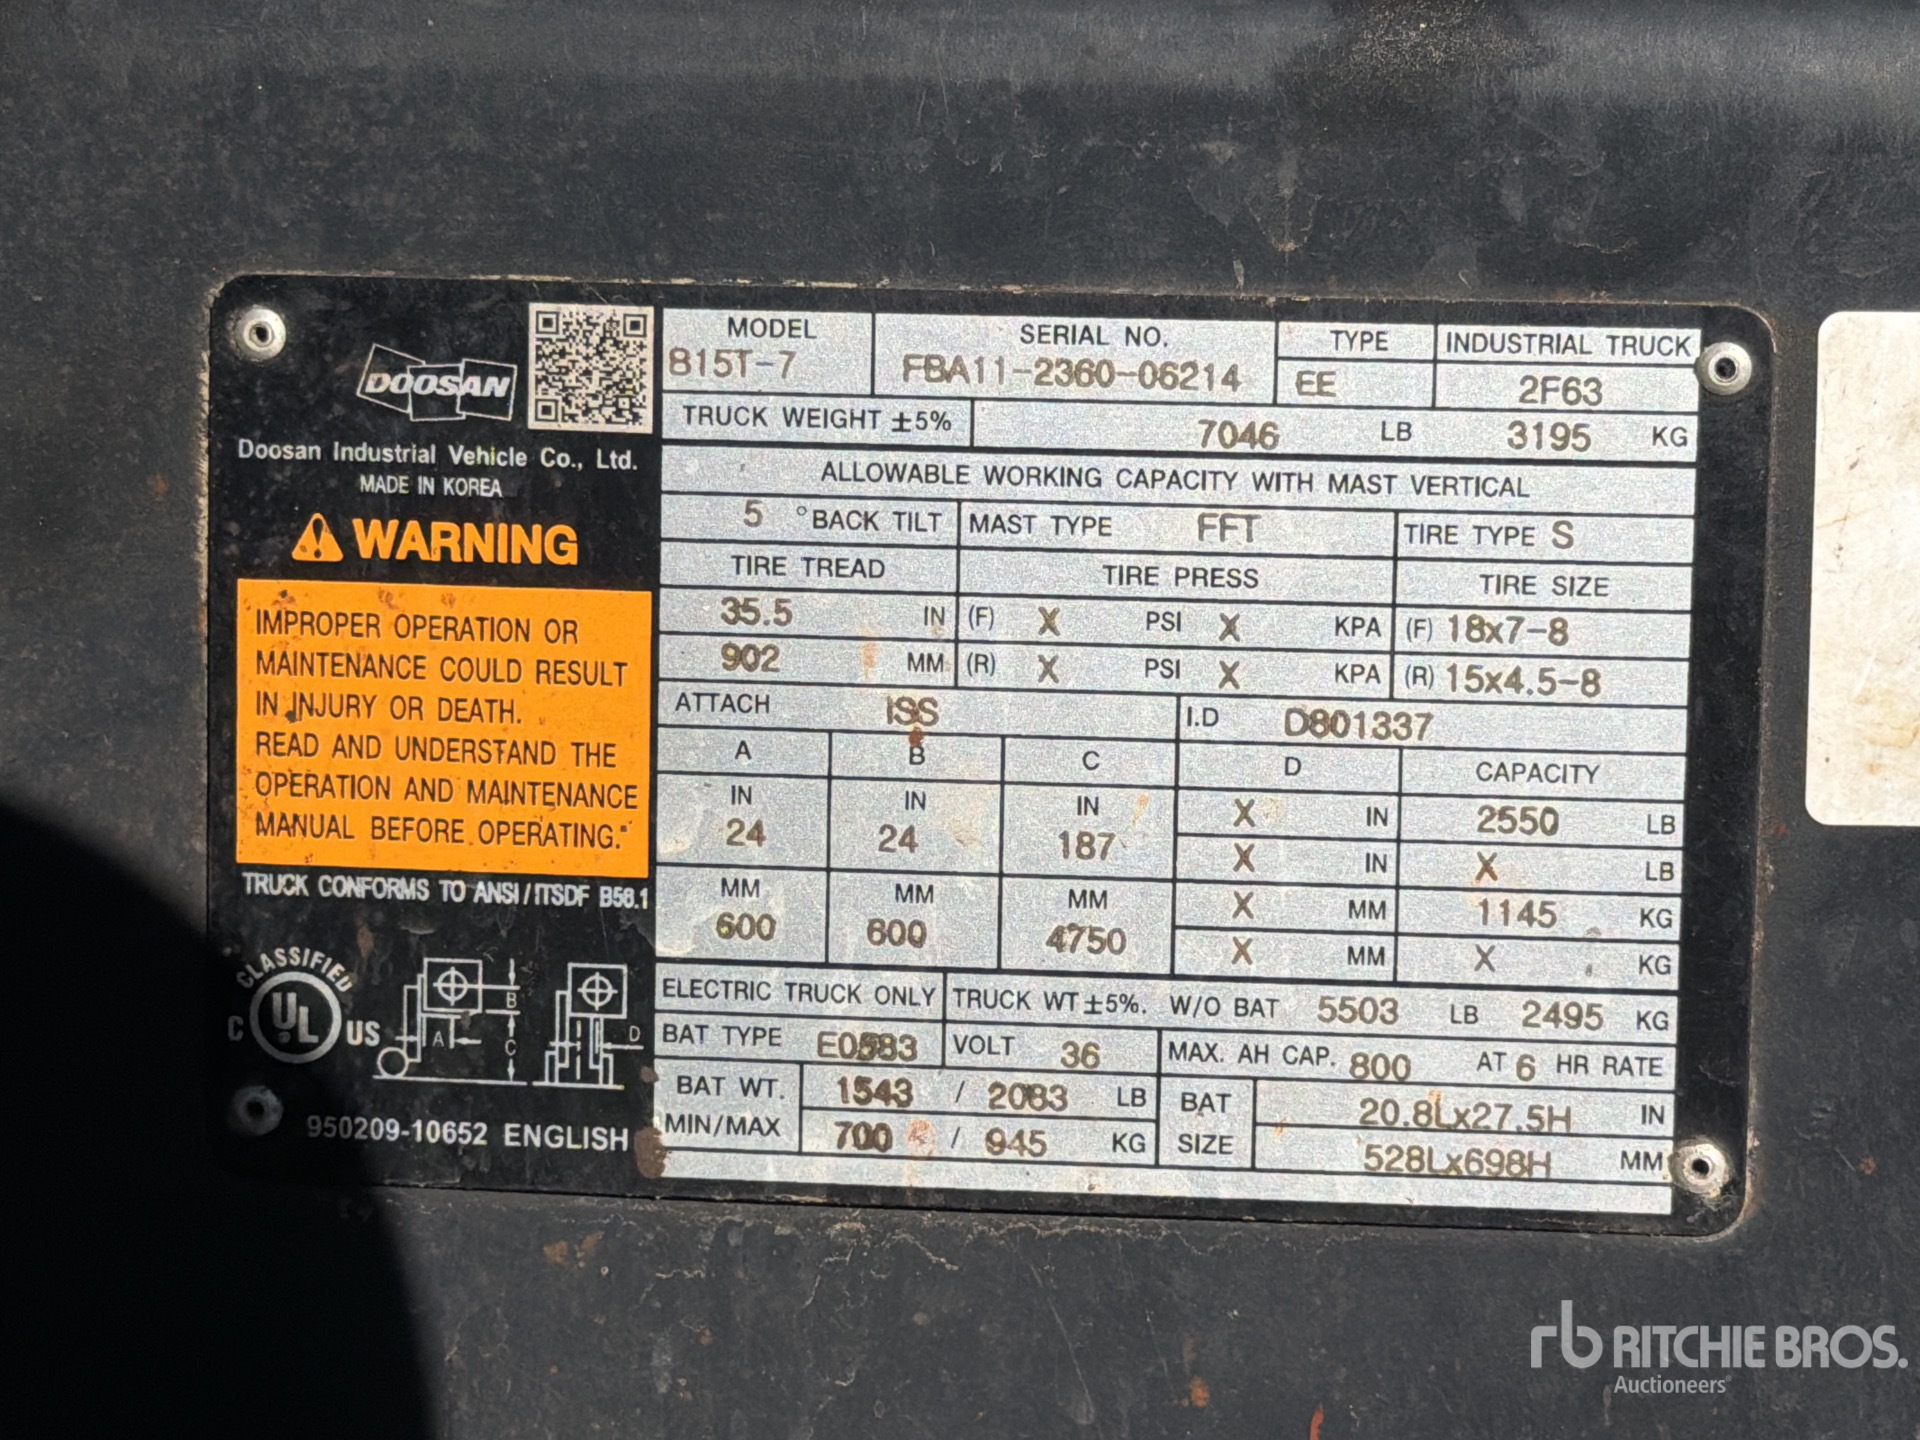 DOOSAN
Doosan Industrial Vehicle Co., Ltd.
MADE IN KOREA
WARNING
IMPROPER OPERATION OR
MAINTENANCE COULD RESULT
IN INJURY OR DEATH.
READ AND UNDERSTAND THE
OPERATION AND MAINTENANCE
MANUAL BEFORE OPERATING.
TRUCK CONFORMS TO ANSI/ITSDF B56.1
CLASSIFIED
C UL US
A B C D
950209-10652 ENGLISH
MODEL SERIAL NO. TYPE INDUSTRIAL TRUCK
B15T-7 FBA11-2360-06214 EE 2F63
TRUCK WEIGHT ±5% 7046 LB 3195 KG
ALLOWABLE WORKING CAPACITY WITH MAST VERTICAL
5 °BACK TILT MAST TYPE FFT TIRE TYPE S
TIRE TREAD TIRE PRESS TIRE SIZE
35.5 IN (F) X PSI X KPA (F) 18x7-8
902 MM (R) X PSI X KPA (R) 15x4.5-8
ATTACH ISS I.D D801337
A B C D CAPACITY
IN IN IN X IN 2550 LB
24 24 187 X IN X LB
MM MM MM X MM 1145 KG
600 600 4750 X MM X KG
ELECTRIC TRUCK ONLY TRUCK WT ±5%. W/O BAT 5503 LB 2495 KG
BAT TYPE E0583 VOLT 36 MAX. AH CAP. 800 AT 6 HR RATE
BAT WT. 1543 / 2083 LB BAT 20.8Lx27.5H IN
MIN/MAX 700 / 945 KG SIZE 528Lx698H MM
rb RITCHIE BROS.
Auctioneers